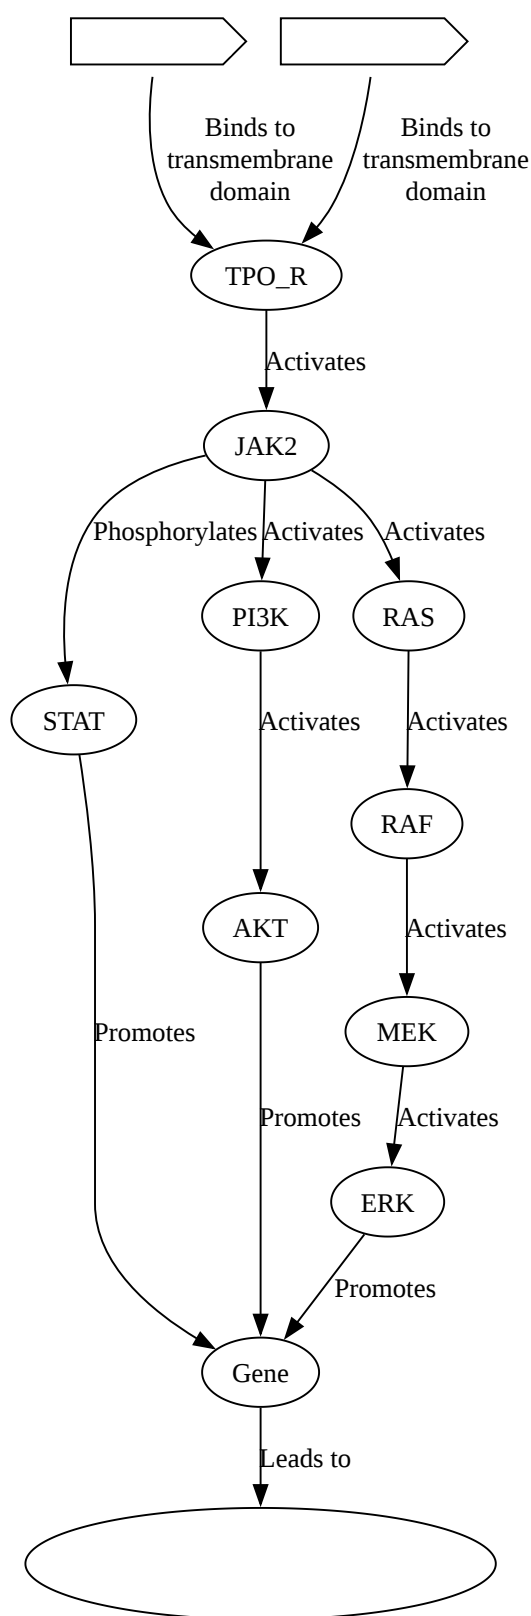 Binds to
transmembrane
domain
Binds to
transmembrane
domain
TPO_R
Activates
JAK2
Phosphorylates
Activates
Activates
PI3K
RAS
STAT
Activates
Activates
RAF
AKT
Activates
MEK
Promotes
Promotes
Activates
ERK
Promotes
Gene
Leads to